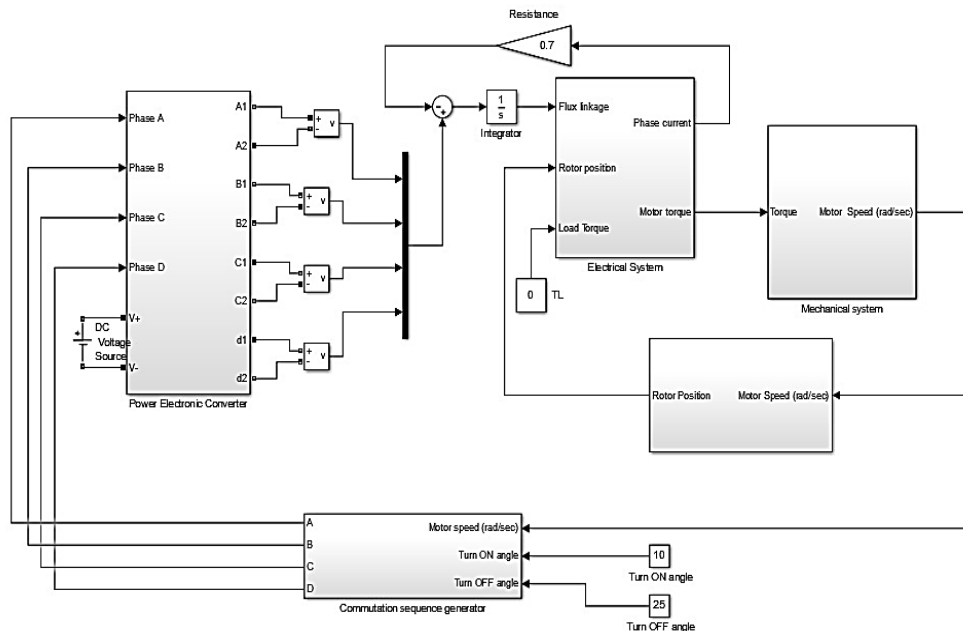 Resistance
0.7
Phase A
Phase B
Phase C
Phase D
V+
V-
DC
Voltage
Source
A1
A2
B1
B2
C1
C2
d1
d2
+
-
v
+
-
v
+
-
v
+
-
v
Power Electronic Converter
-
+
1
s
Integrator
Flux linkage
Rotor position
Load Torque
Phase current
Motor torque
Electrical System
0
TL
Torque
Motor Speed (rad/sec)
Mechanical system
Rotor Position
Motor Speed (rad/sec)
A
B
C
D
Motor speed (rad/sec)
Turn ON angle
Turn OFF angle
Commutation sequence generator
10
Turn ON angle
25
Turn OFF angle